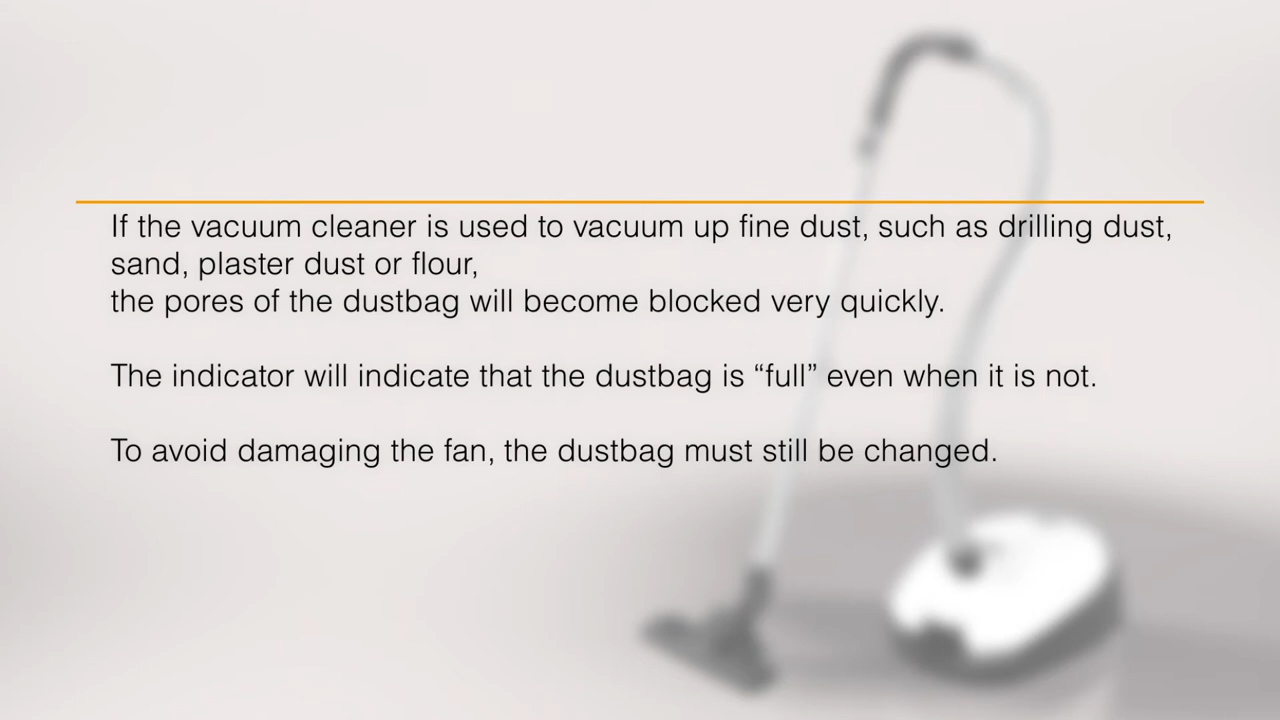 If the vacuum cleaner is used to vacuum up fine dust, such as drilling dust,
sand, plaster dust or flour,
the pores of the dustbag will become blocked very quickly.
The indicator will indicate that the dustbag is “full” even when it is not.
To avoid damaging the fan, the dustbag must still be changed.